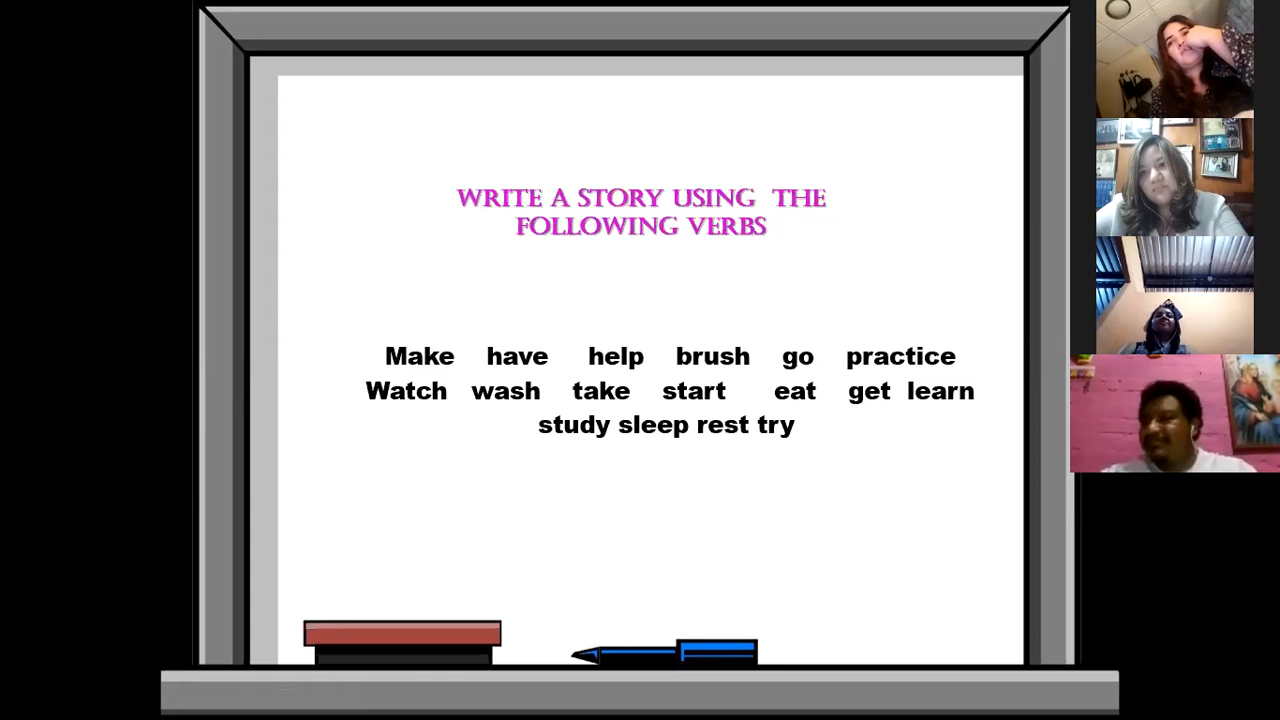 WRITE A STORY USING THE
FOLLOWING VERBS
Make have help brush go practice
Watch wash take start eat get learn
study sleep rest try